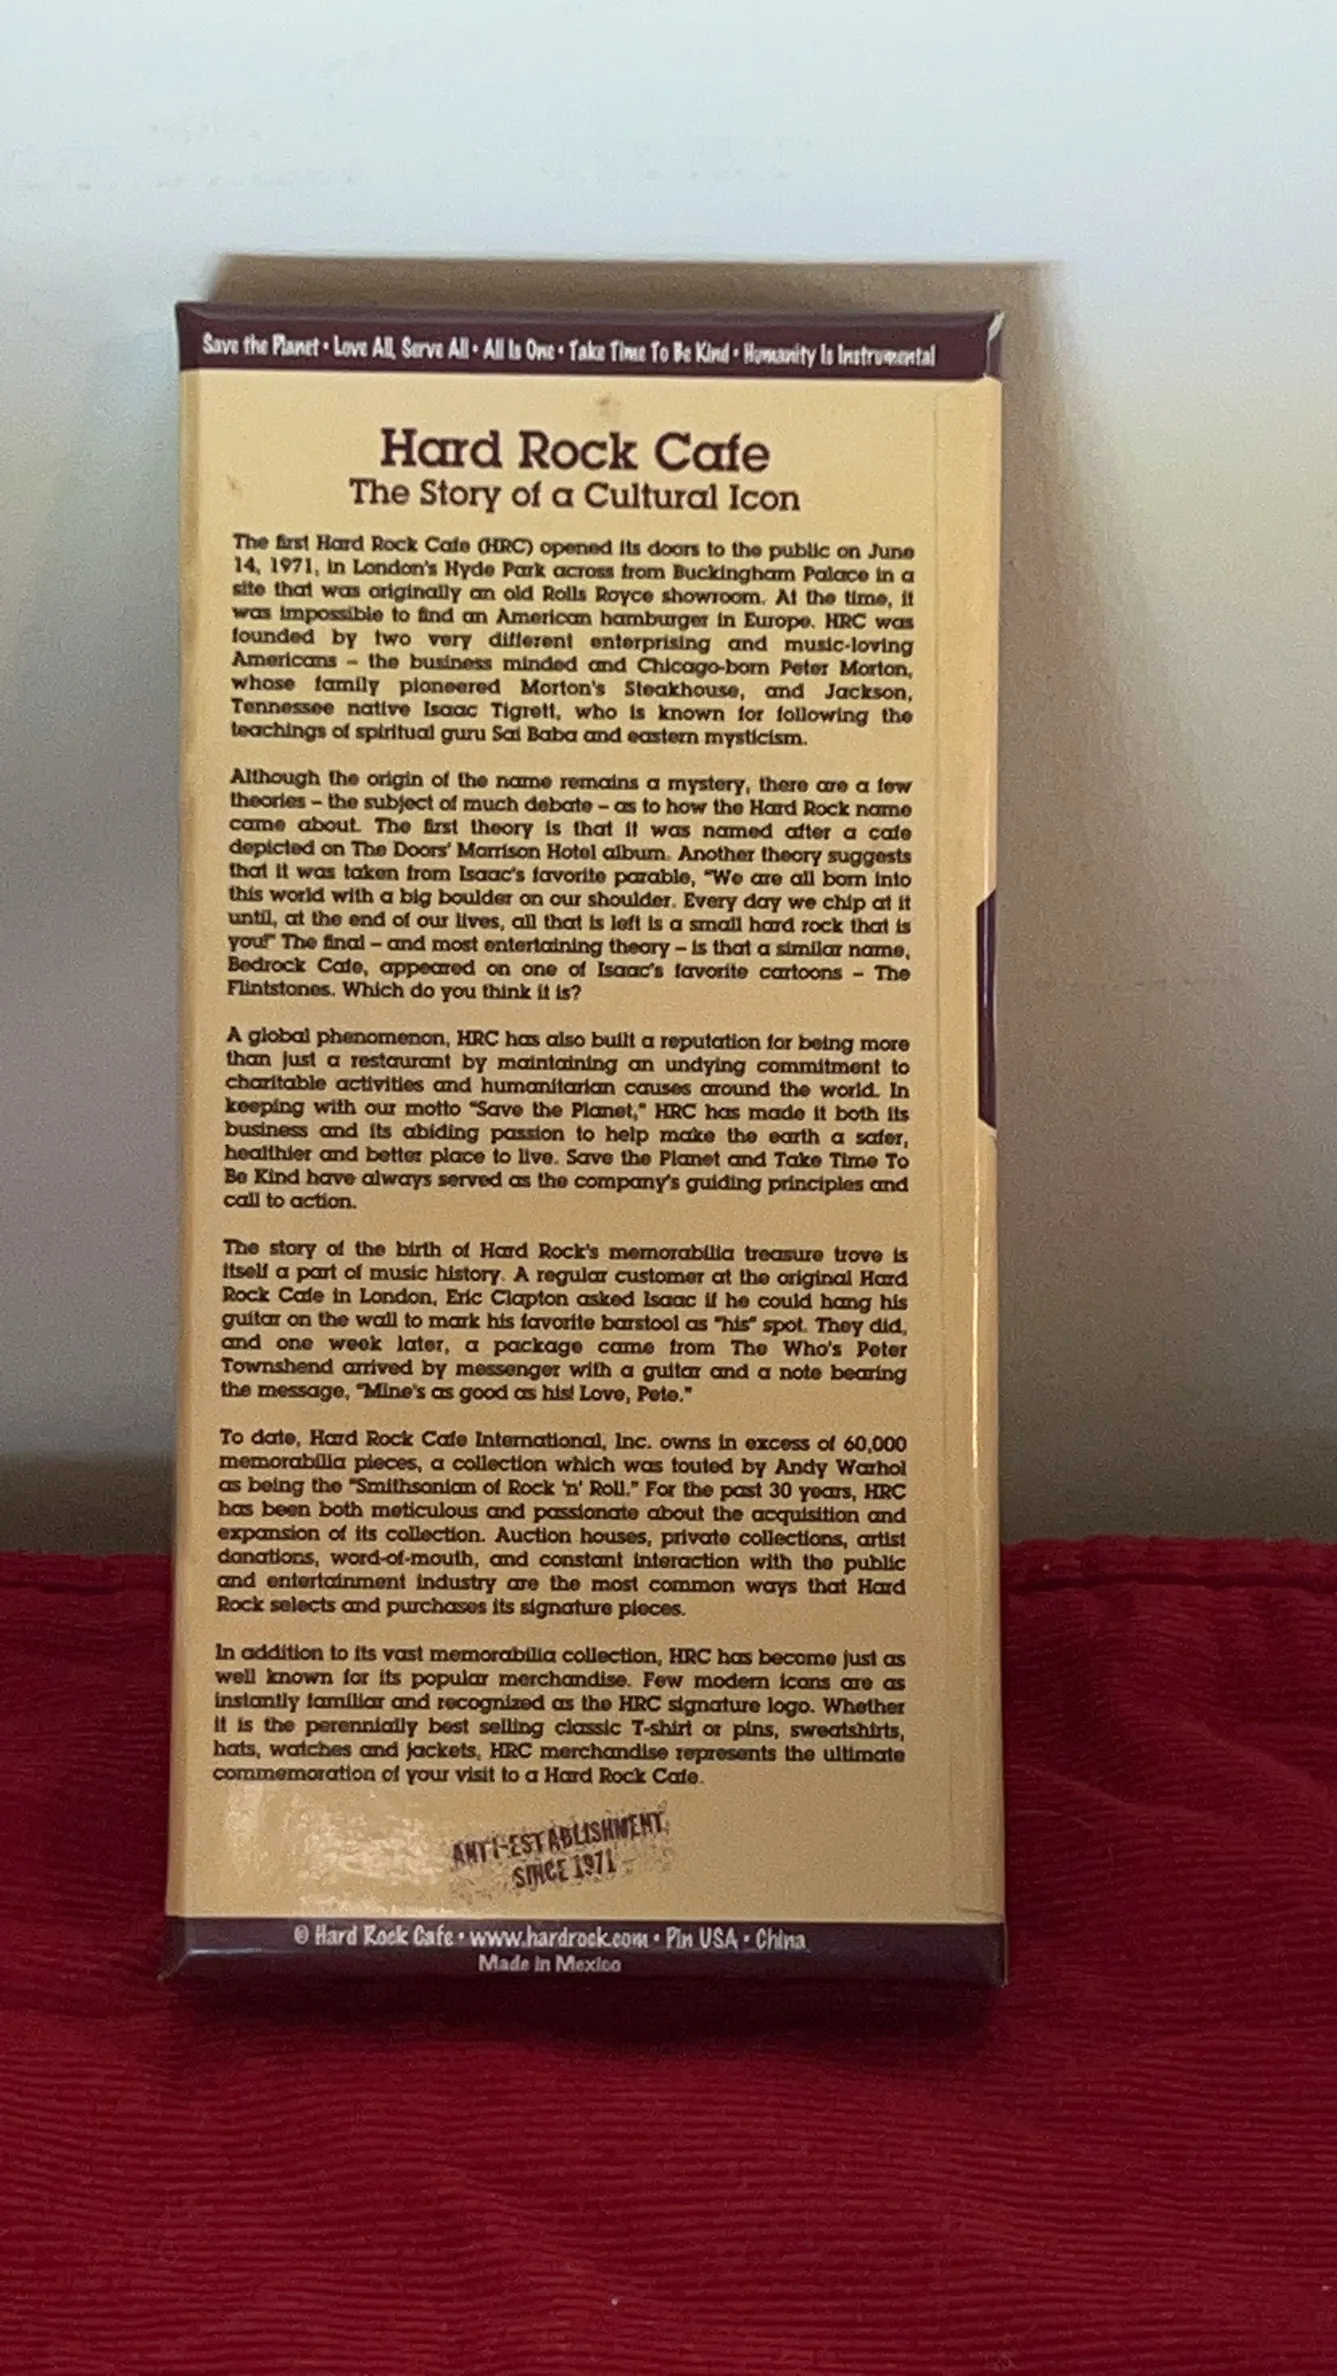 Save the Planet • Love All, Serve All • All Is One • Take Time To Be Kind • Humanity Is Instrumental
Hard Rock Cafe
The Story of a Cultural Icon
The first Hard Rock Cafe (HRC) opened its doors to the public on June
14, 1971, in London's Hyde Park across from Buckingham Palace in a
site that was originally an old Rolls Royce showroom. At the time, it
was impossible to find an American hamburger in Europe. HRC was
founded by two very different enterprising and music-loving
Americans – the business minded and Chicago-born Peter Morton,
whose family pioneered Morton's Steakhouse, and Jackson,
Tennessee native Isaac Tigrett, who is known for following the
teachings of spiritual guru Sai Baba and eastern mysticism.
Although the origin of the name remains a mystery, there are a few
theories – the subject of much debate – as to how the Hard Rock name
came about. The first theory is that it was named after a cafe
depicted on The Doors' Morrison Hotel album. Another theory suggests
that it was taken from Isaac's favorite parable, "We are all born into
this world with a big boulder on our shoulder. Every day we chip at it
until, at the end of our lives, all that is left is a small hard rock that is
you!" The final – and most entertaining theory – is that a similar name,
Bedrock Cafe, appeared on one of Isaac's favorite cartoons – The
Flintstones. Which do you think it is?
A global phenomenon, HRC has also built a reputation for being more
than just a restaurant by maintaining an undying commitment to
charitable activities and humanitarian causes around the world. In
keeping with our motto "Save the Planet," HRC has made it both its
business and its abiding passion to help make the earth a safer,
healthier and better place to live. Save the Planet and Take Time To
Be Kind have always served as the company's guiding principles and
call to action.
The story of the birth of Hard Rock's memorabilia treasure trove is
itself a part of music history. A regular customer at the original Hard
Rock Cafe in London, Eric Clapton asked Isaac if he could hang his
guitar on the wall to mark his favorite barstool as "his" spot. They did,
and one week later, a package came from The Who's Peter
Townshend arrived by messenger with a guitar and a note bearing
the message, "Mine's as good as his! Love, Pete."
To date, Hard Rock Cafe International, Inc. owns in excess of 60,000
memorabilia pieces, a collection which was touted by Andy Warhol
as being the "Smithsonian of Rock 'n' Roll." For the past 30 years, HRC
has been both meticulous and passionate about the acquisition and
expansion of its collection. Auction houses, private collections, artist
donations, word-of-mouth, and constant interaction with the public
and entertainment industry are the most common ways that Hard
Rock selects and purchases its signature pieces.
In addition to its vast memorabilia collection, HRC has become just as
well known for its popular merchandise. Few modern icons are as
instantly familiar and recognized as the HRC signature logo. Whether
it is the perennially best selling classic T-shirt or pins, sweatshirts,
hats, watches and jackets, HRC merchandise represents the ultimate
commemoration of your visit to a Hard Rock Cafe.
ANTI-ESTABLISHMENT
SINCE 1971
© Hard Rock Cafe • www.hardrock.com • Pin USA • China
Made in Mexico